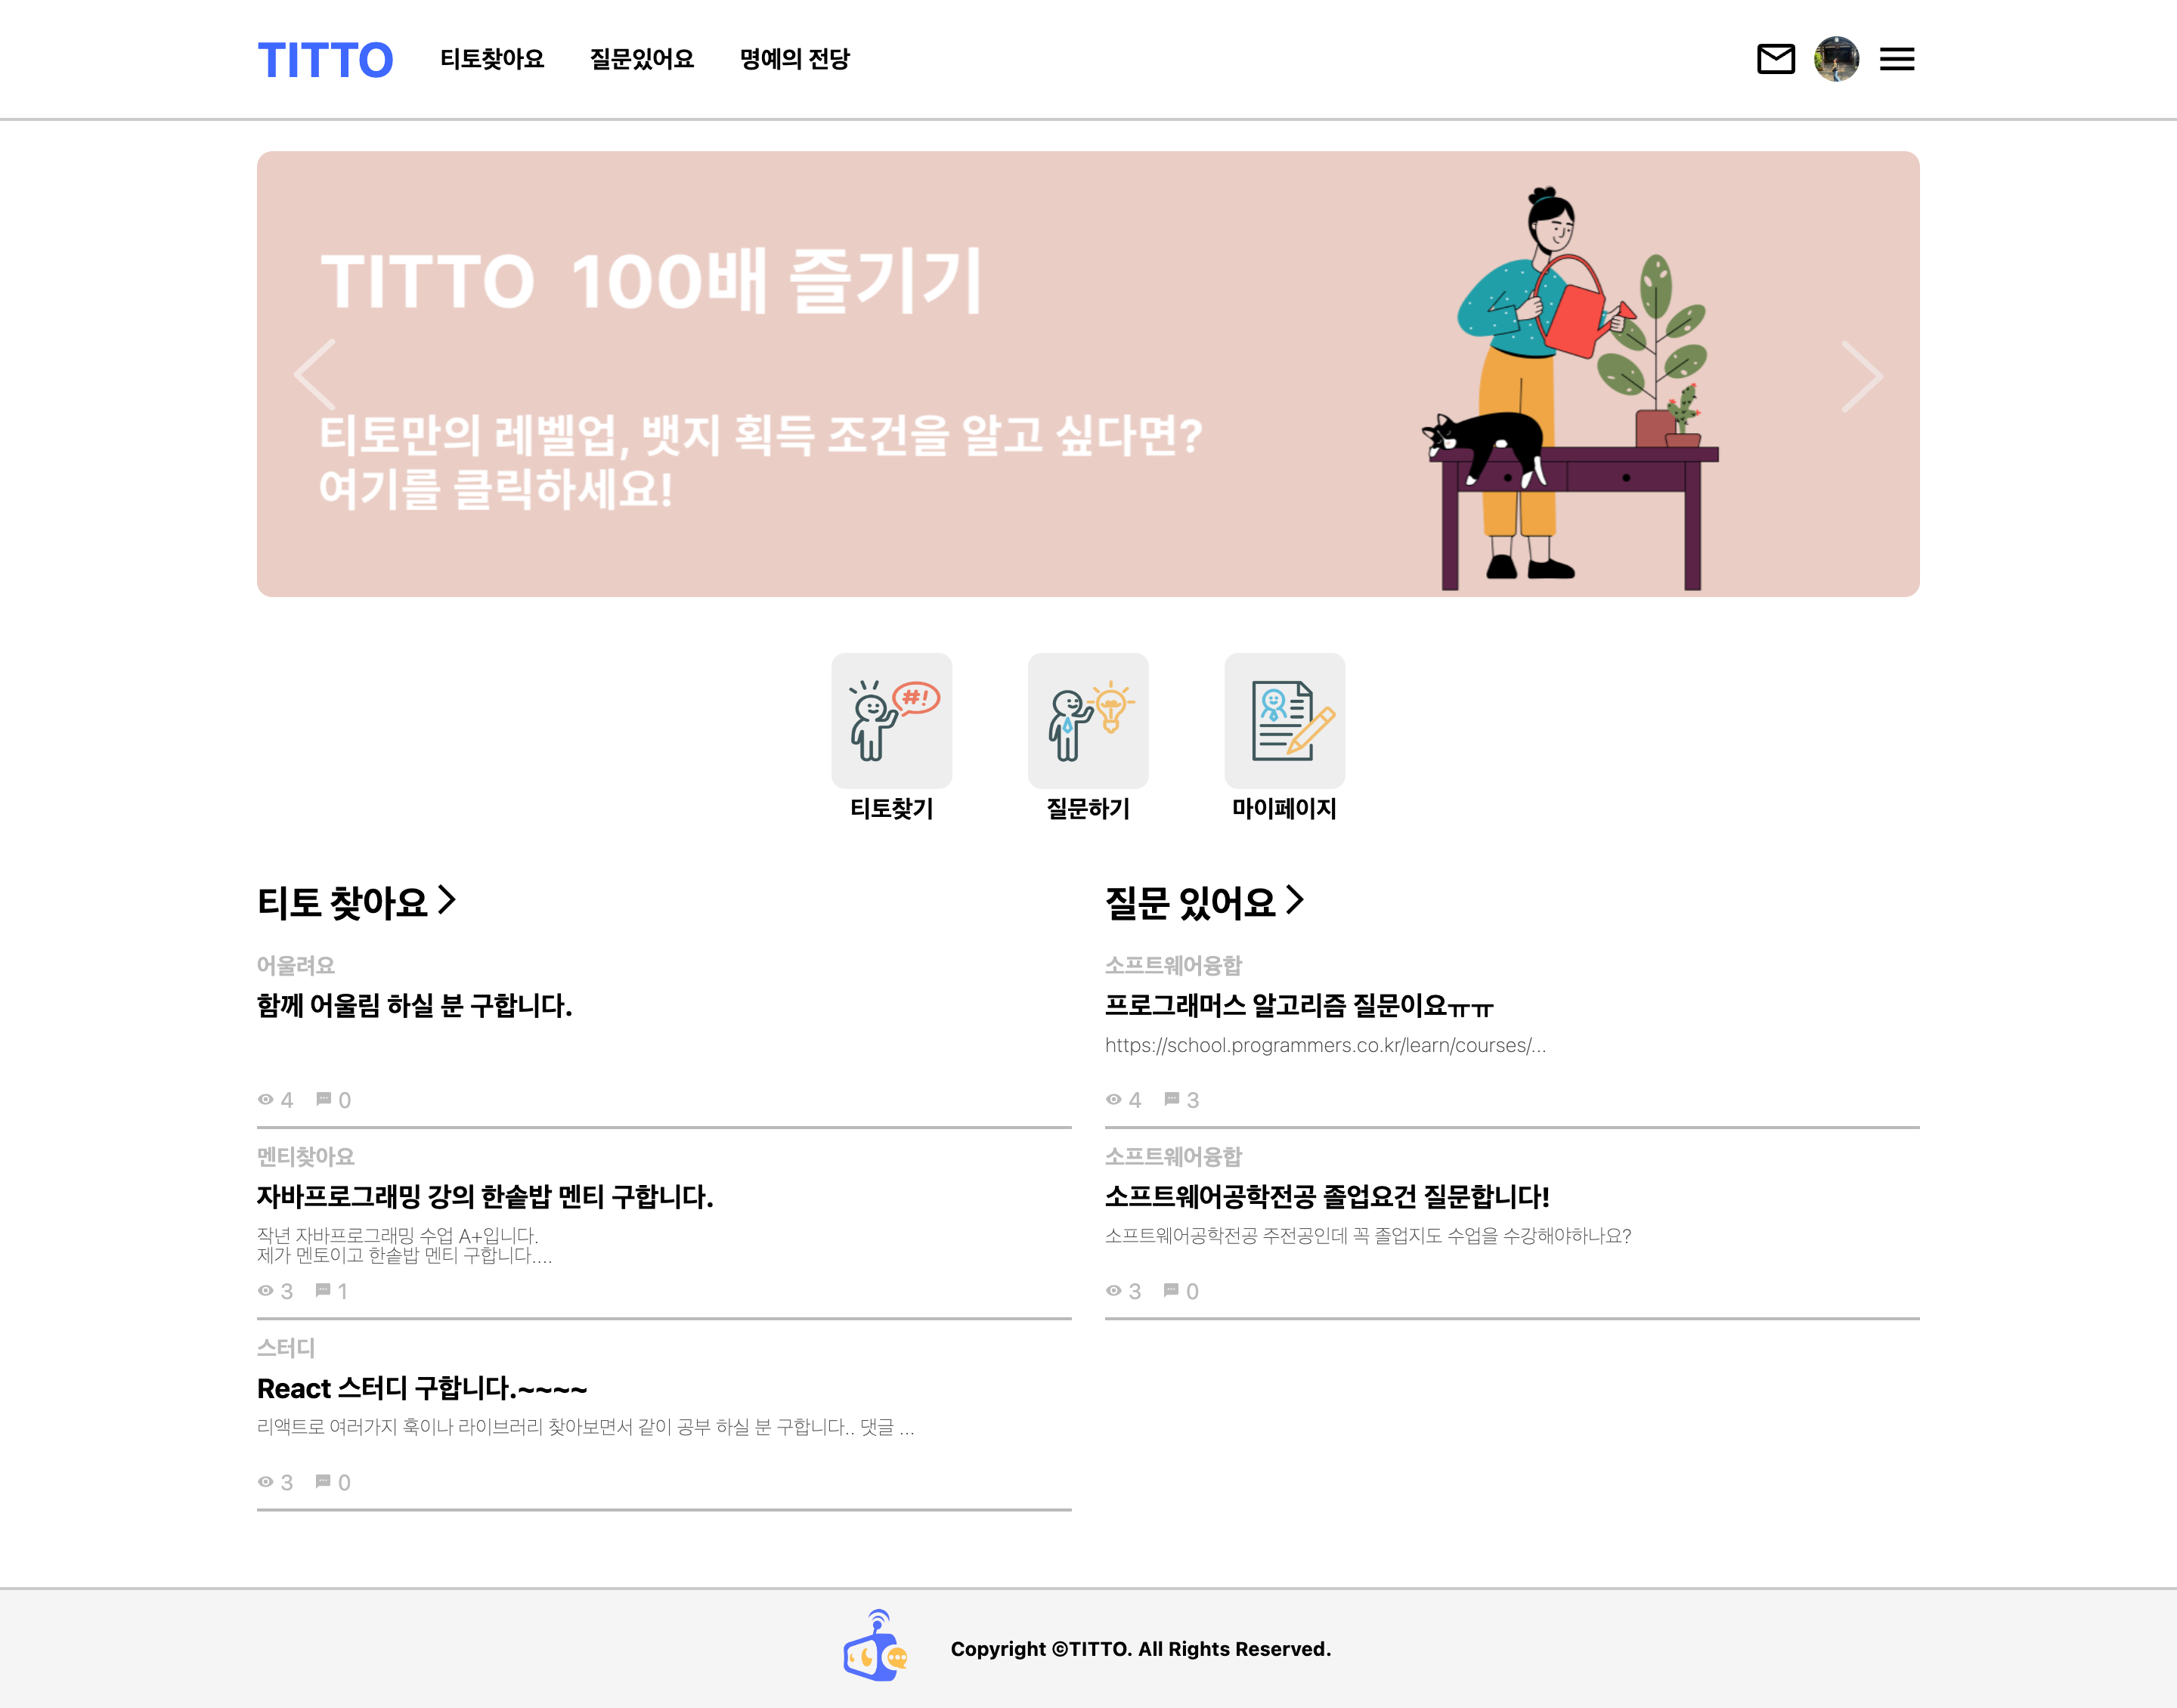 TITTO
티토찾아요
질문있어요
명예의 전당
TITTO 100배 즐기기
티토만의 레벨업, 뱃지 획득 조건을 알고 싶다면?
여기를 클릭하세요!
#!
티토찾기
질문하기
마이페이지
티토 찾아요
어울려요
함께 어울림 하실 분 구합니다.
4 0
멘티찾아요
자바프로그래밍 강의 한솥밥 멘티 구합니다.
작년 자바프로그래밍 수업 A+입니다.
제가 멘토이고 한솥밥 멘티 구합니다....
3 1
스터디
React 스터디 구합니다.~~~~
리액트로 여러가지 훅이나 라이브러리 찾아보면서 같이 공부 하실 분 구합니다.. 댓글 ...
3 0
질문 있어요
소프트웨어융합
프로그래머스 알고리즘 질문이요ㅠㅠ
https://school.programmers.co.kr/learn/courses/...
4 3
소프트웨어융합
소프트웨어공학전공 졸업요건 질문합니다!
소프트웨어공학전공 주전공인데 꼭 졸업지도 수업을 수강해야하나요?
3 0
Copyright ©TITTO. All Rights Reserved.